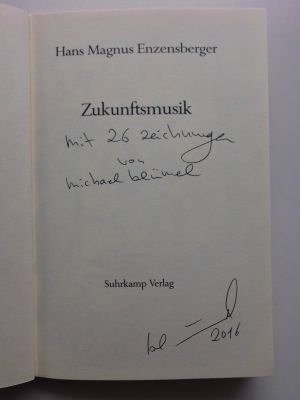 Hans Magnus Enzensberger
Zukunftsmusik
mit 26 zeichnungen
von
michael blümel
Suhrkamp Verlag
2016